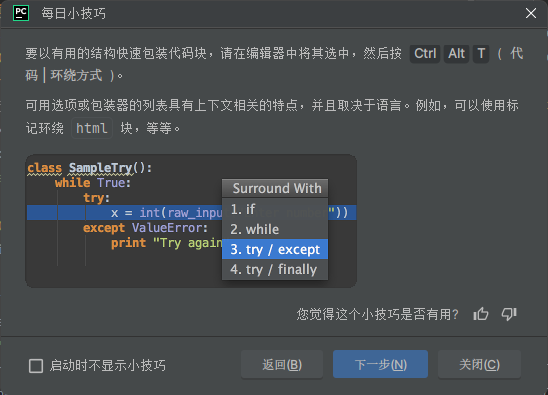 PC 每日小技巧
要以有用的结构快速包装代码块，请在编辑器中将其选中，然后按 Ctrl Alt T ( 代
码 | 环绕方式 )。
可用选项或包装器的列表具有上下文相关的特点，并且取决于语言。例如，可以使用标
记环绕 html 块，等等。
class SampleTry():
while True:
try:
x = int(raw_inpu "))
except ValueError:
print "Try again
Surround With
1. if
2. while
3. try / except
4. try / finally
您觉得这个小技巧是否有用?
启动时不显示小技巧
返回(B)
下一步(N)
关闭(C)